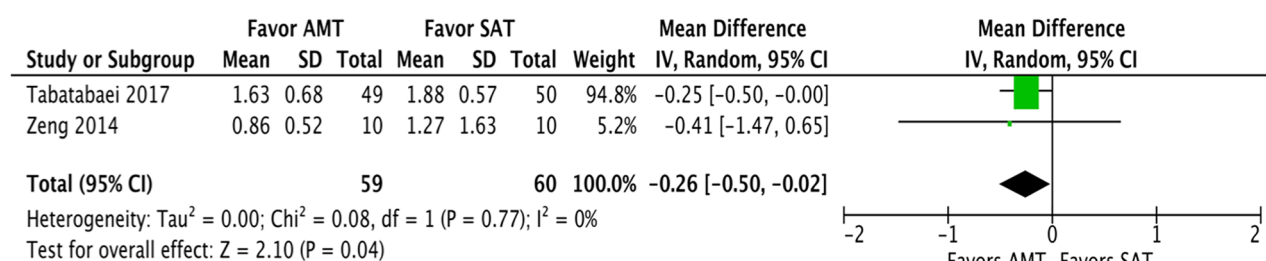 Favor AMT Favor SAT Mean Difference Mean Difference
Study or Subgroup Mean SD Total Mean SD Total Weight IV, Random, 95% CI IV, Random, 95% CI
Tabatabaei 2017 1.63 0.68 49 1.88 0.57 50 94.8% −0.25 [−0.50, −0.00]
Zeng 2014 0.86 0.52 10 1.27 1.63 10 5.2% −0.41 [−1.47, 0.65]
Total (95% CI) 59 60 100.0% −0.26 [−0.50, −0.02]
Heterogeneity: Tau² = 0.00; Chi² = 0.08, df = 1 (P = 0.77); I² = 0%
Test for overall effect: Z = 2.10 (P = 0.04)
−2 −1 0 1 2
Favors AMT Favors SAT